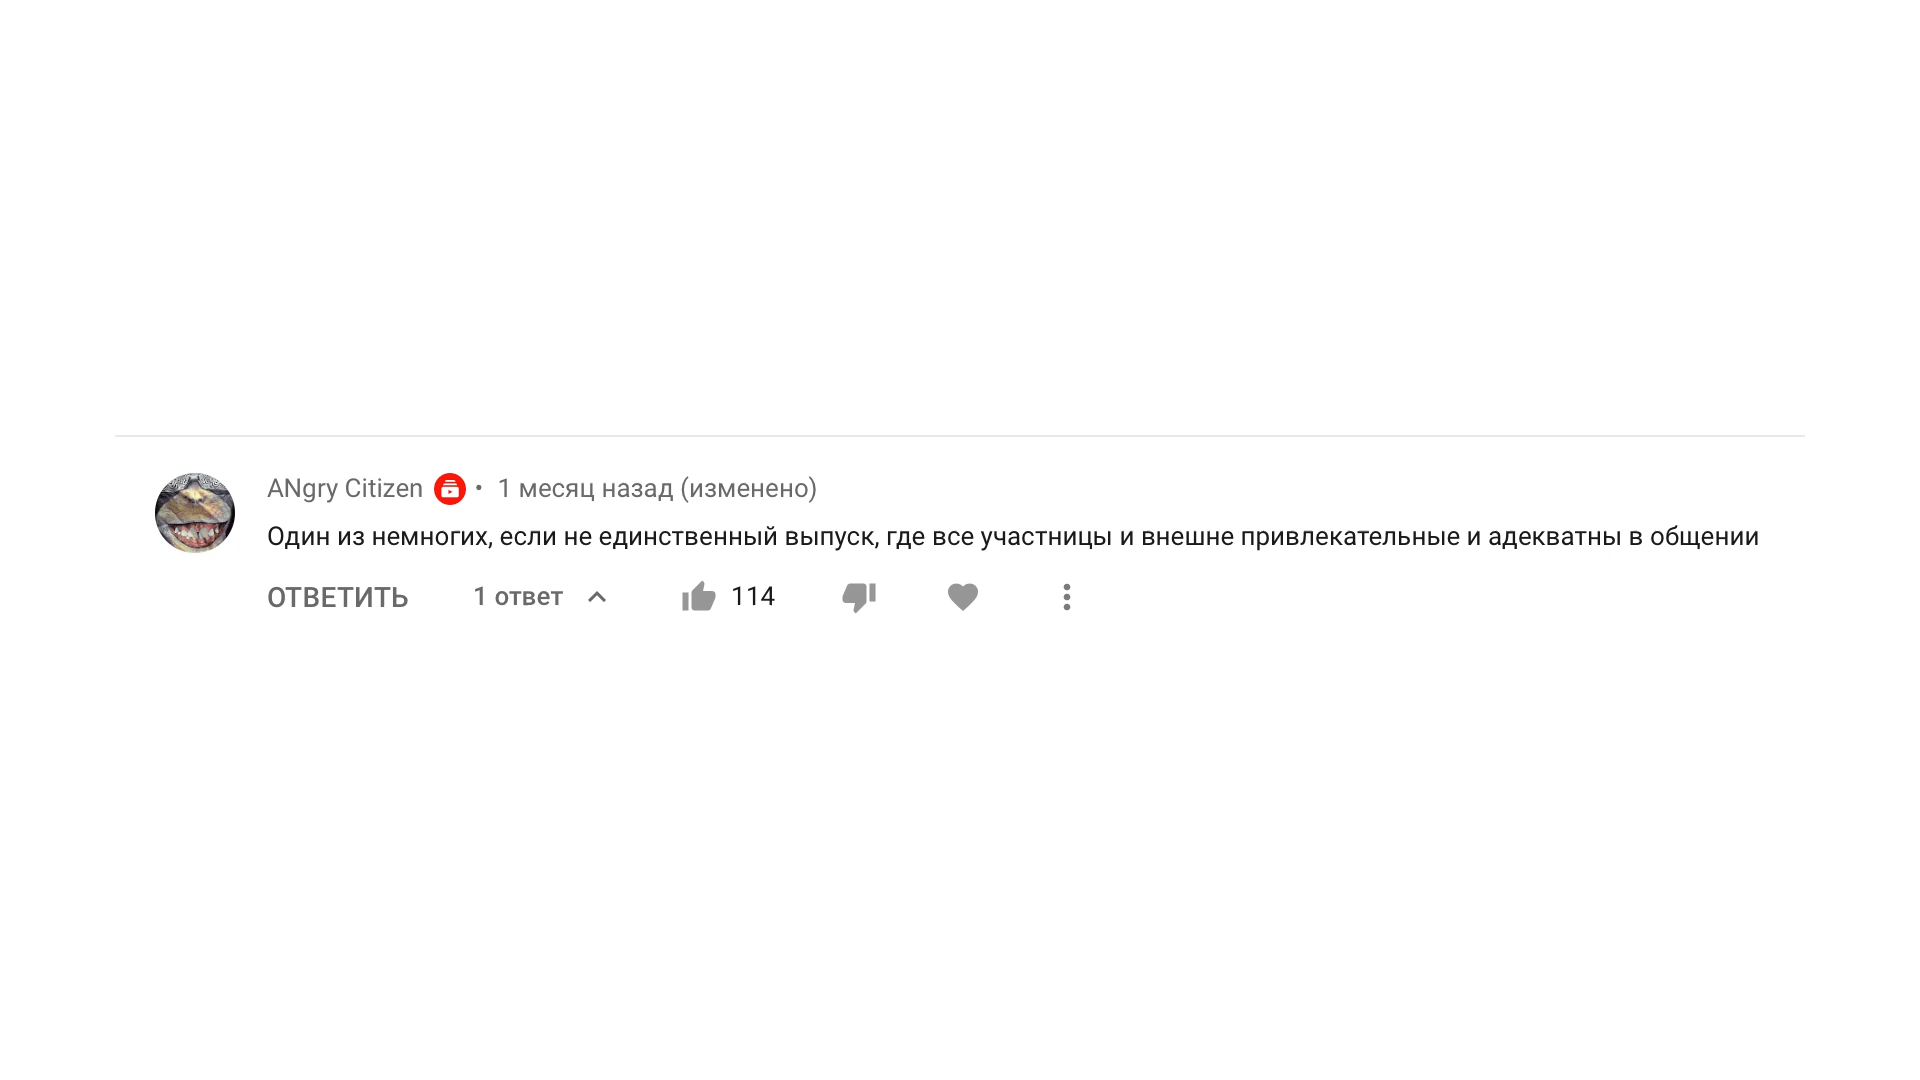 ANgry Citizen • 1 месяц назад (изменено)
Один из немногих, если не единственный выпуск, где все участницы и внешне привлекательные и адекватны в общении
ОТВЕТИТЬ 1 ответ 114